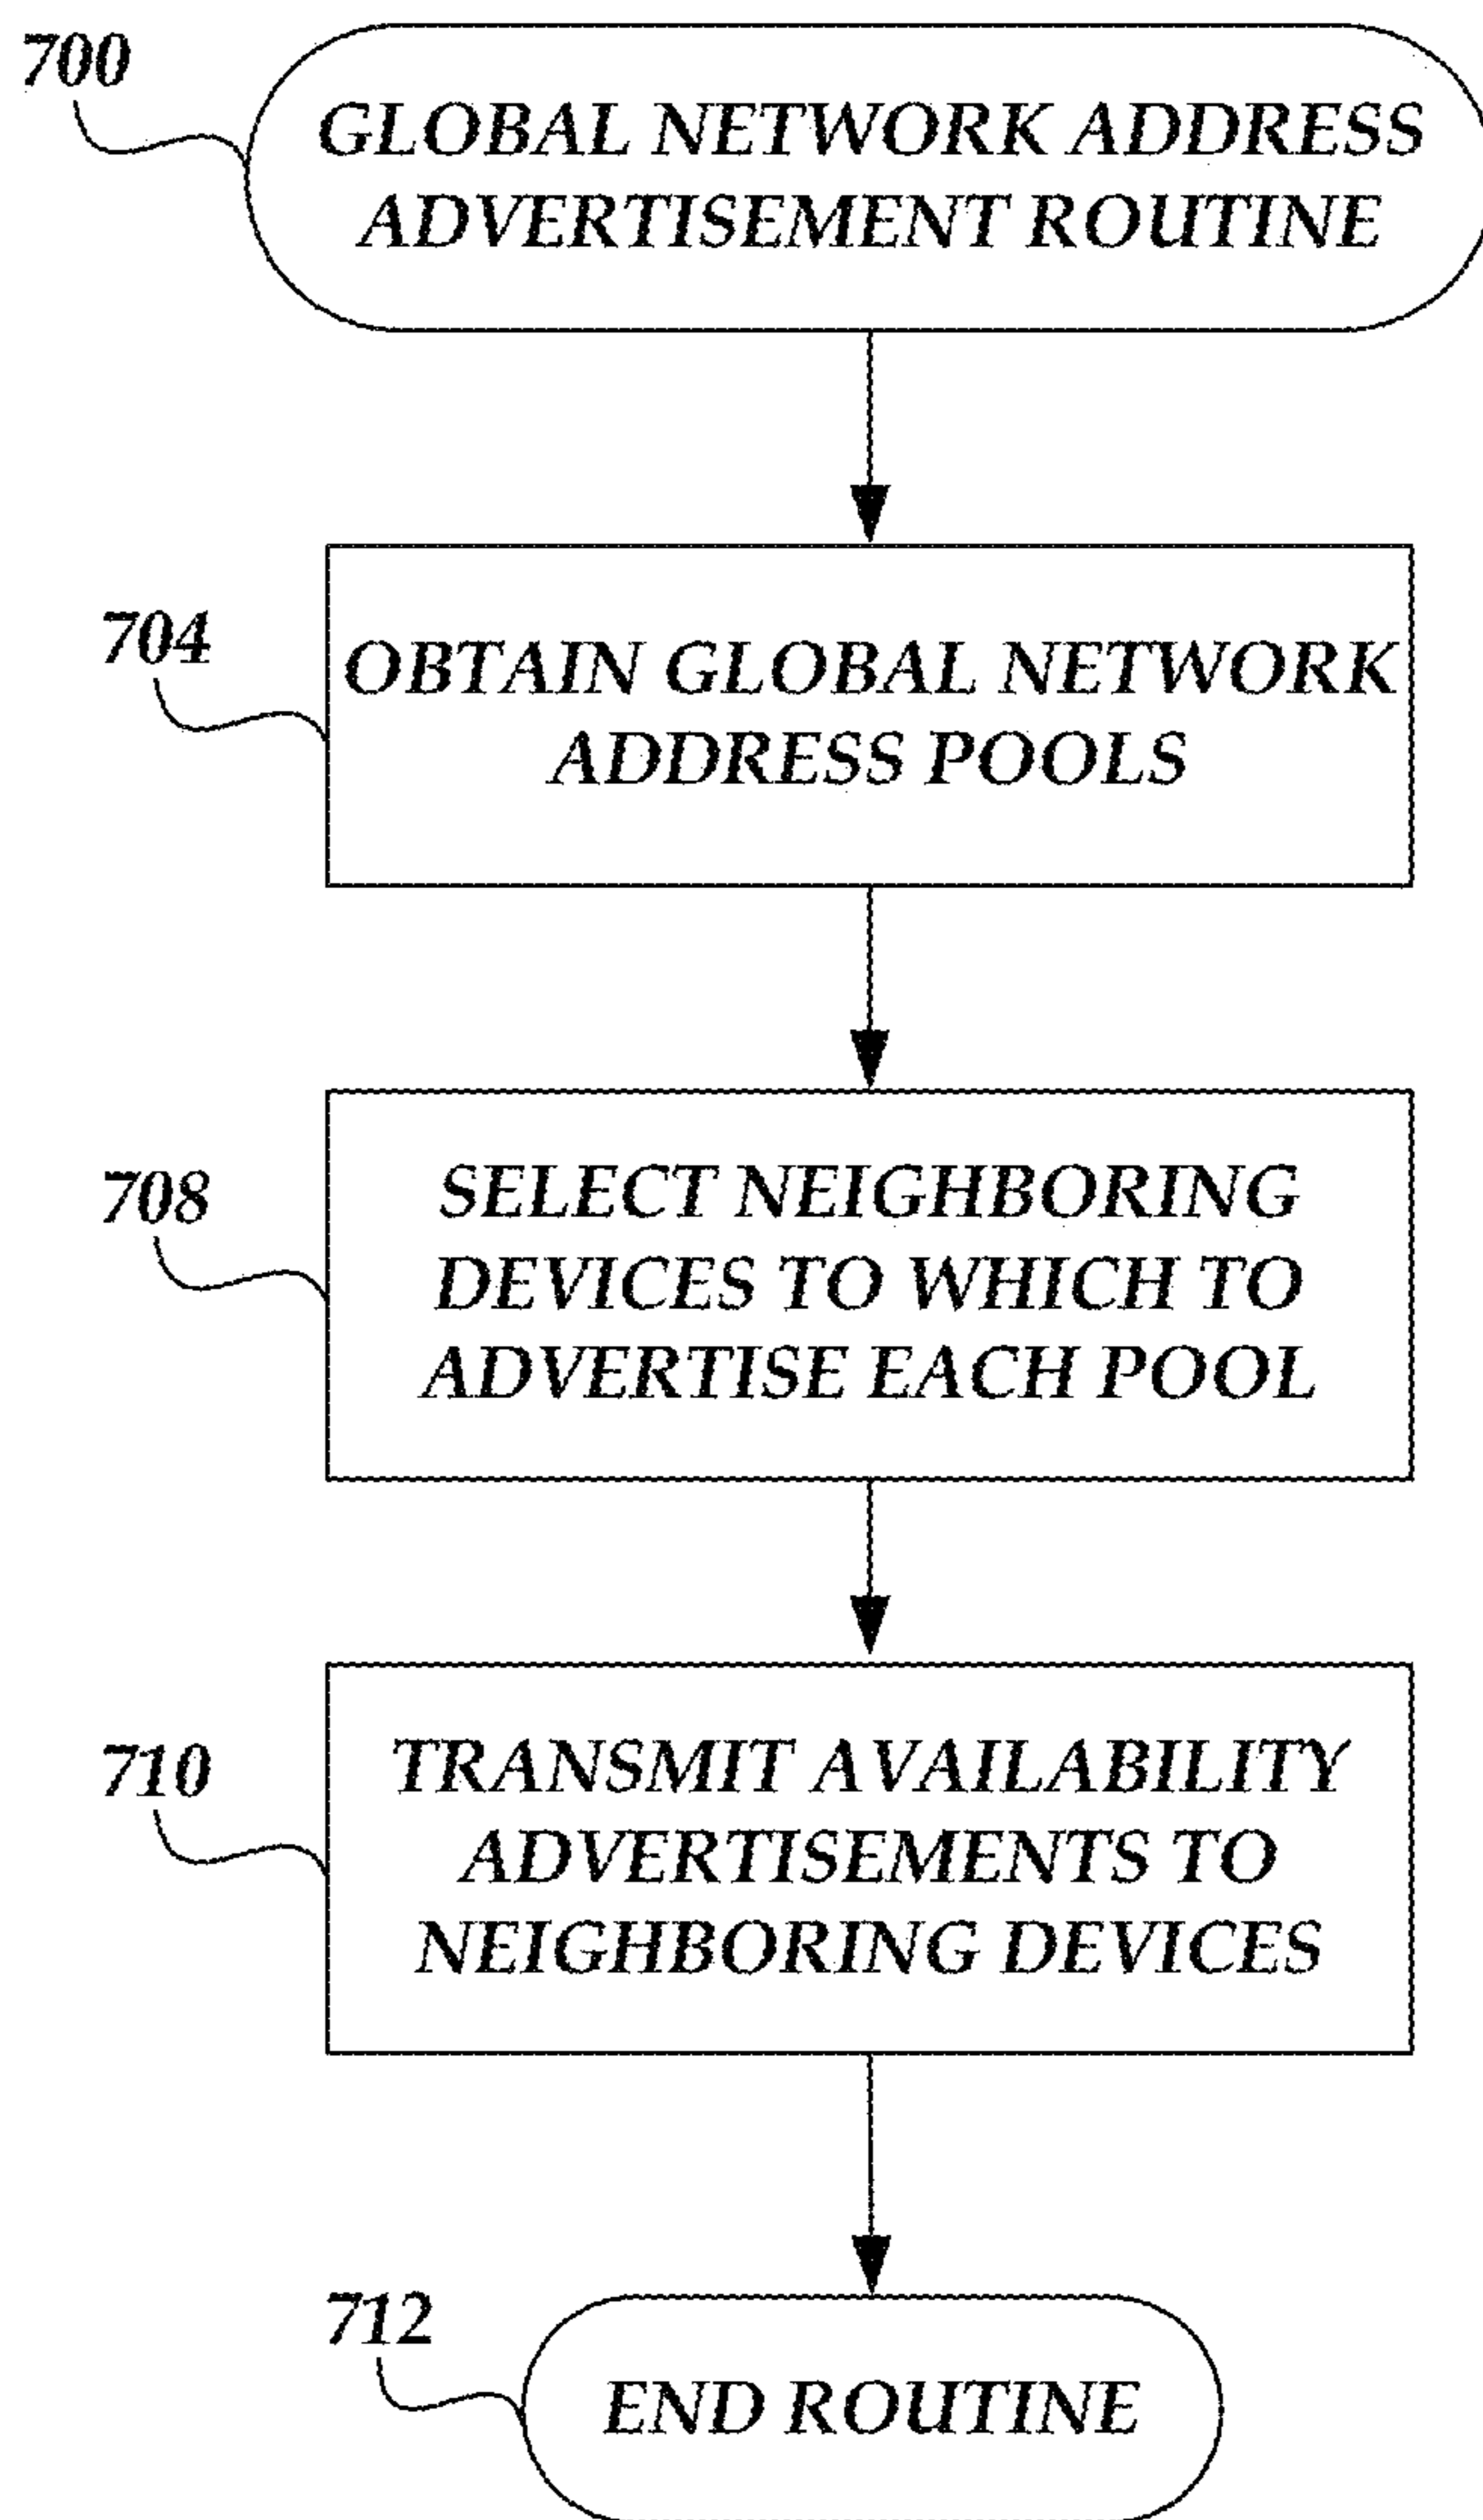 700
GLOBAL NETWORK ADDRESS
ADVERTISEMENT ROUTINE
704
OBTAIN GLOBAL NETWORK
ADDRESS POOLS
708
SELECT NEIGHBORING
DEVICES TO WHICH TO
ADVERTISE EACH POOL
710
TRANSMIT AVAILABILITY
ADVERTISEMENTS TO
NEIGHBORING DEVICES
712
END ROUTINE